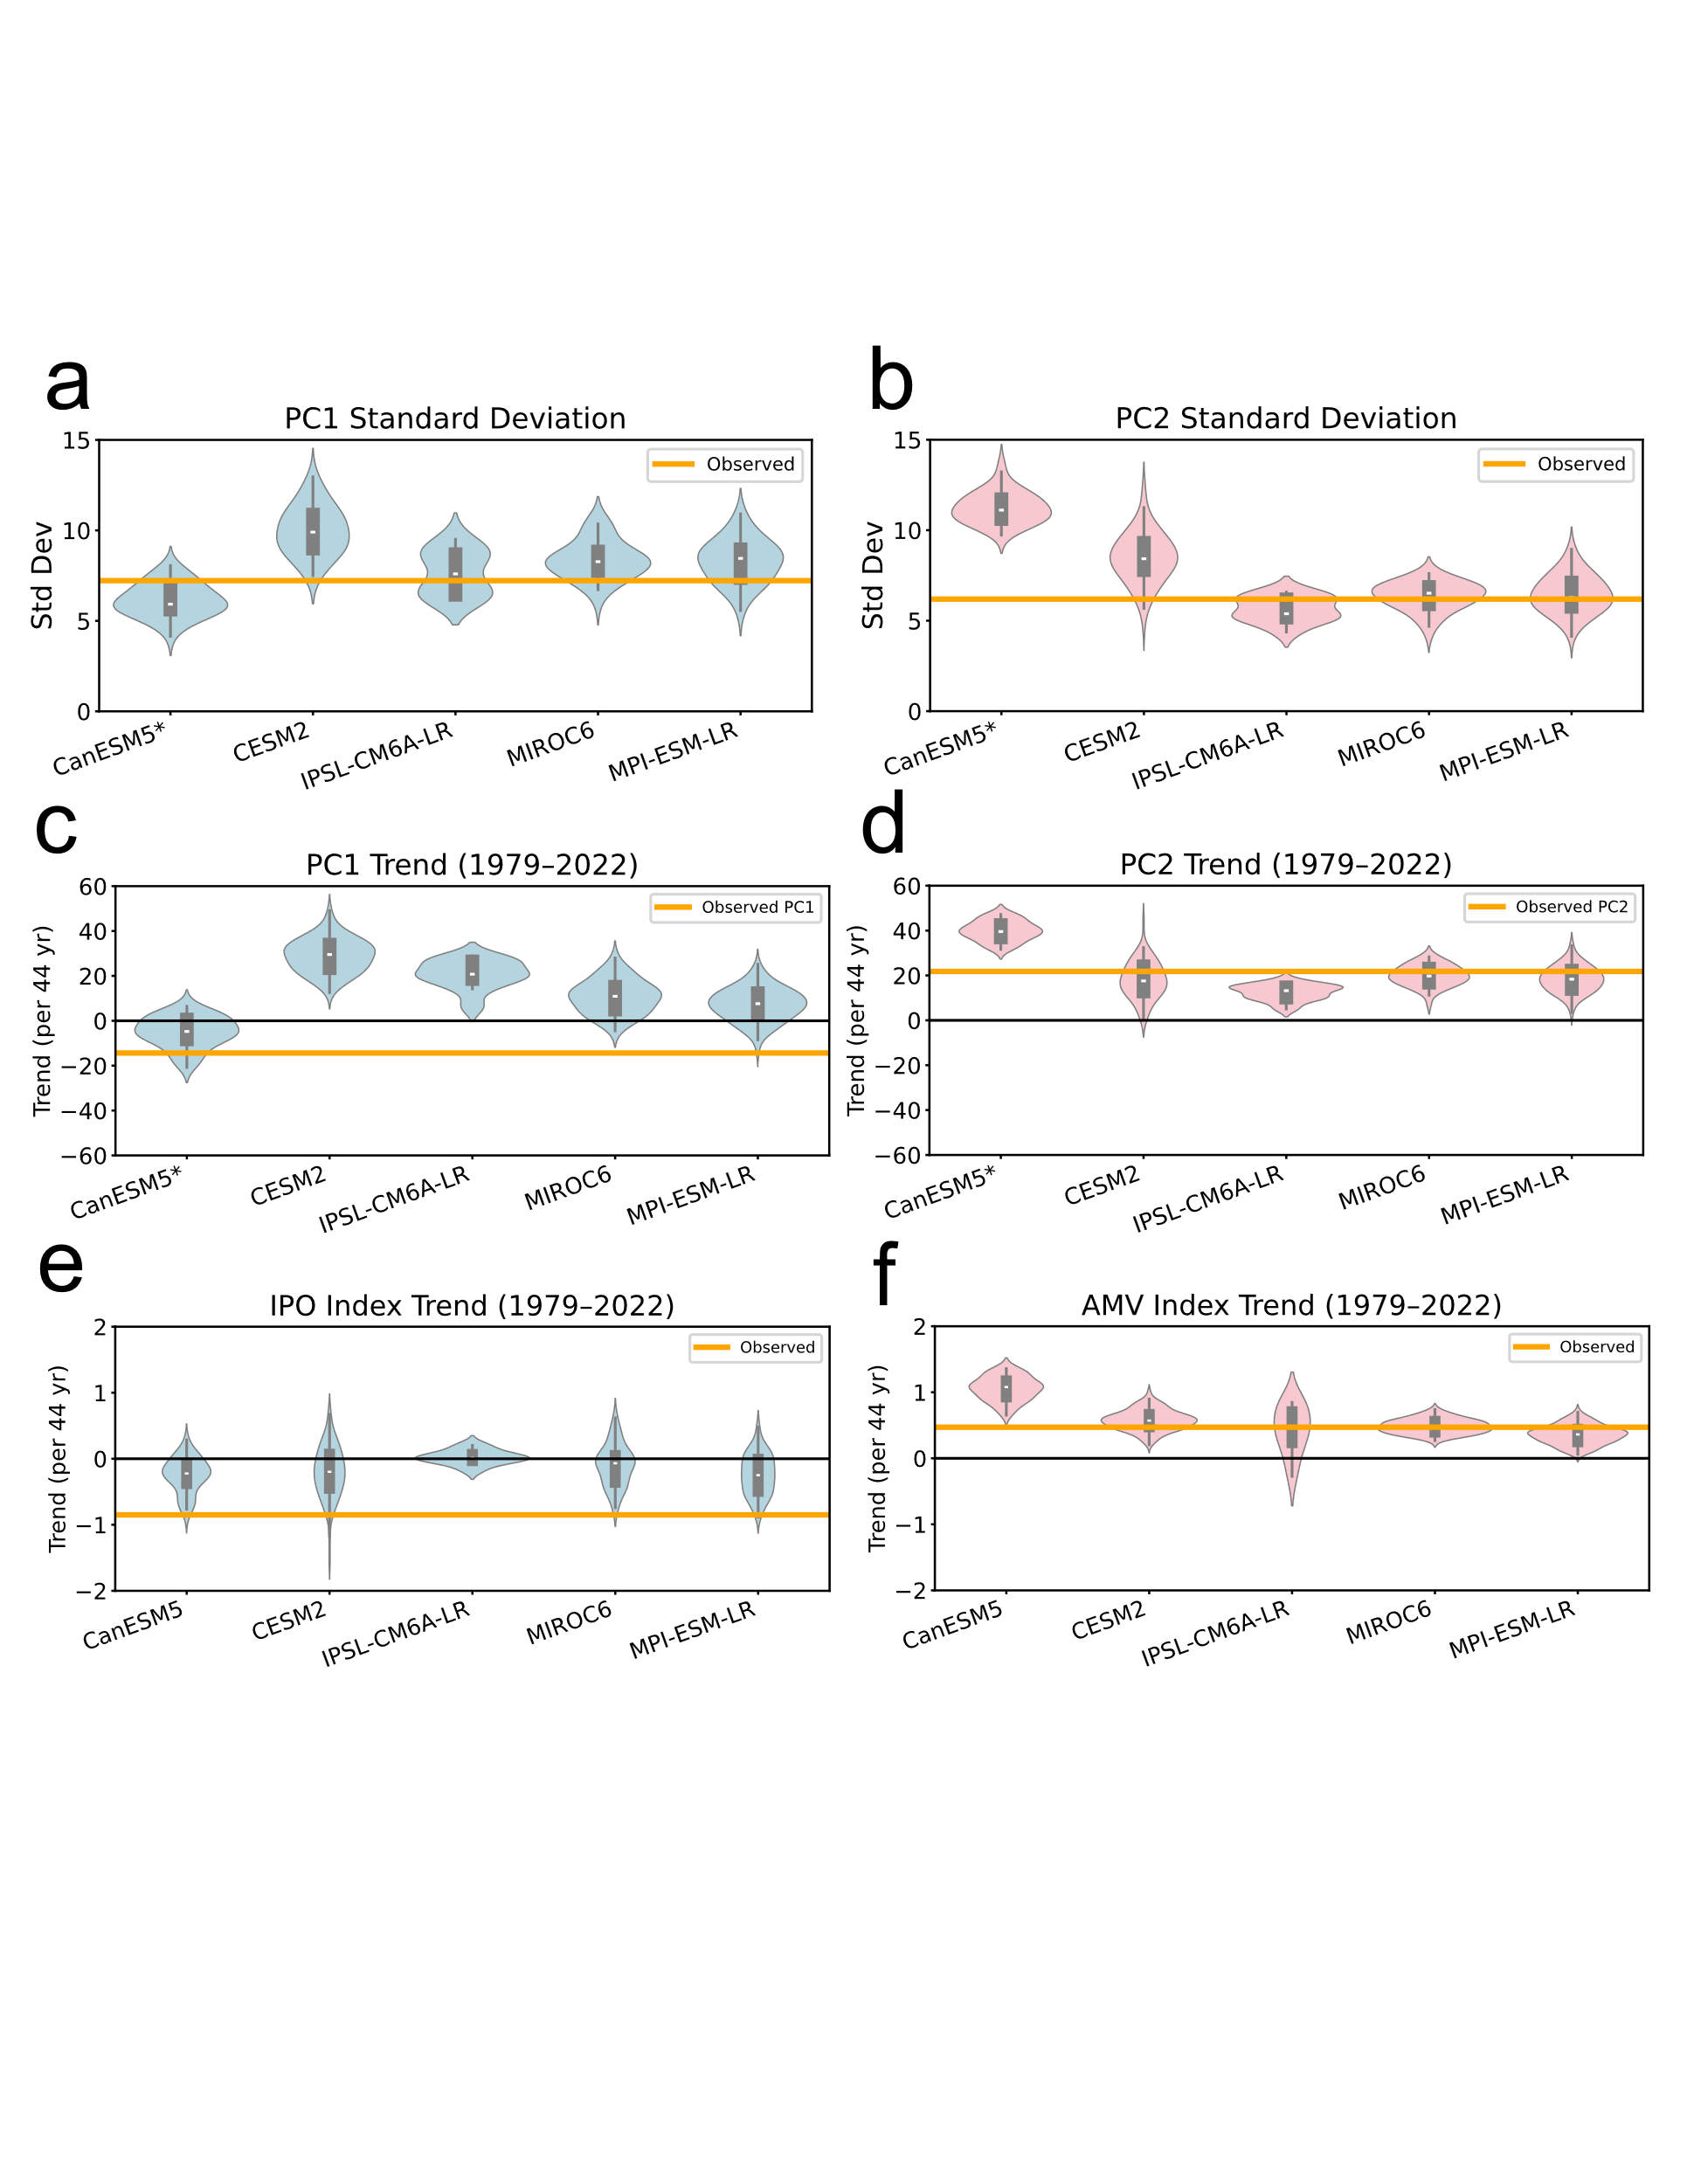 a
PC1 Standard Deviation
15
10
5
0
Std Dev
Observed
CanESM5*
CESM2
IPSL-CM6A-LR
MIROC6
MPI-ESM-LR
b
PC2 Standard Deviation
15
10
5
0
Std Dev
Observed
CanESM5*
CESM2
IPSL-CM6A-LR
MIROC6
MPI-ESM-LR
c
PC1 Trend (1979–2022)
60
40
20
0
−20
−40
−60
Trend (per 44 yr)
Observed PC1
CanESM5*
CESM2
IPSL-CM6A-LR
MIROC6
MPI-ESM-LR
d
PC2 Trend (1979–2022)
60
40
20
0
−20
−40
−60
Trend (per 44 yr)
Observed PC2
CanESM5*
CESM2
IPSL-CM6A-LR
MIROC6
MPI-ESM-LR
e
IPO Index Trend (1979–2022)
2
1
0
−1
−2
Trend (per 44 yr)
Observed
CanESM5
CESM2
IPSL-CM6A-LR
MIROC6
MPI-ESM-LR
f
AMV Index Trend (1979–2022)
2
1
0
−1
−2
Trend (per 44 yr)
Observed
CanESM5
CESM2
IPSL-CM6A-LR
MIROC6
MPI-ESM-LR